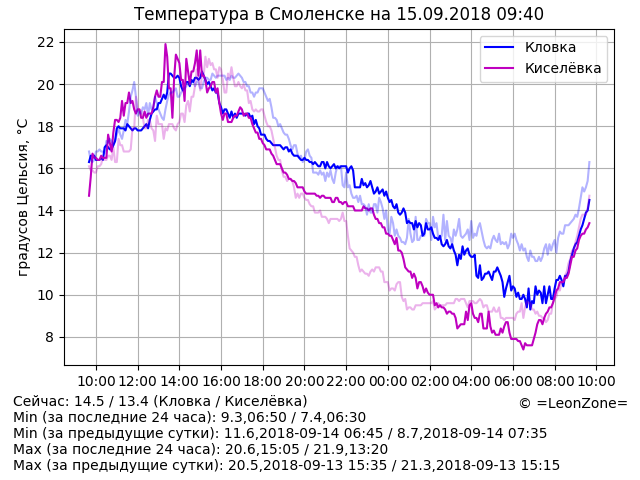 Температура в Смоленске на 15.09.2018 09:40
градусов Цельсия, °C
22
20
18
16
14
12
10
8
Кловка
Киселёвка
10:00 12:00 14:00 16:00 18:00 20:00 22:00 00:00 02:00 04:00 06:00 08:00 10:00
Сейчас: 14.5 / 13.4 (Кловка / Киселёвка)
© =LeonZone=
Min (за последние 24 часа): 9.3,06:50 / 7.4,06:30
Min (за предыдущие сутки): 11.6,2018-09-14 06:45 / 8.7,2018-09-14 07:35
Max (за последние 24 часа): 20.6,15:05 / 21.9,13:20
Max (за предыдущие сутки): 20.5,2018-09-13 15:35 / 21.3,2018-09-13 15:15